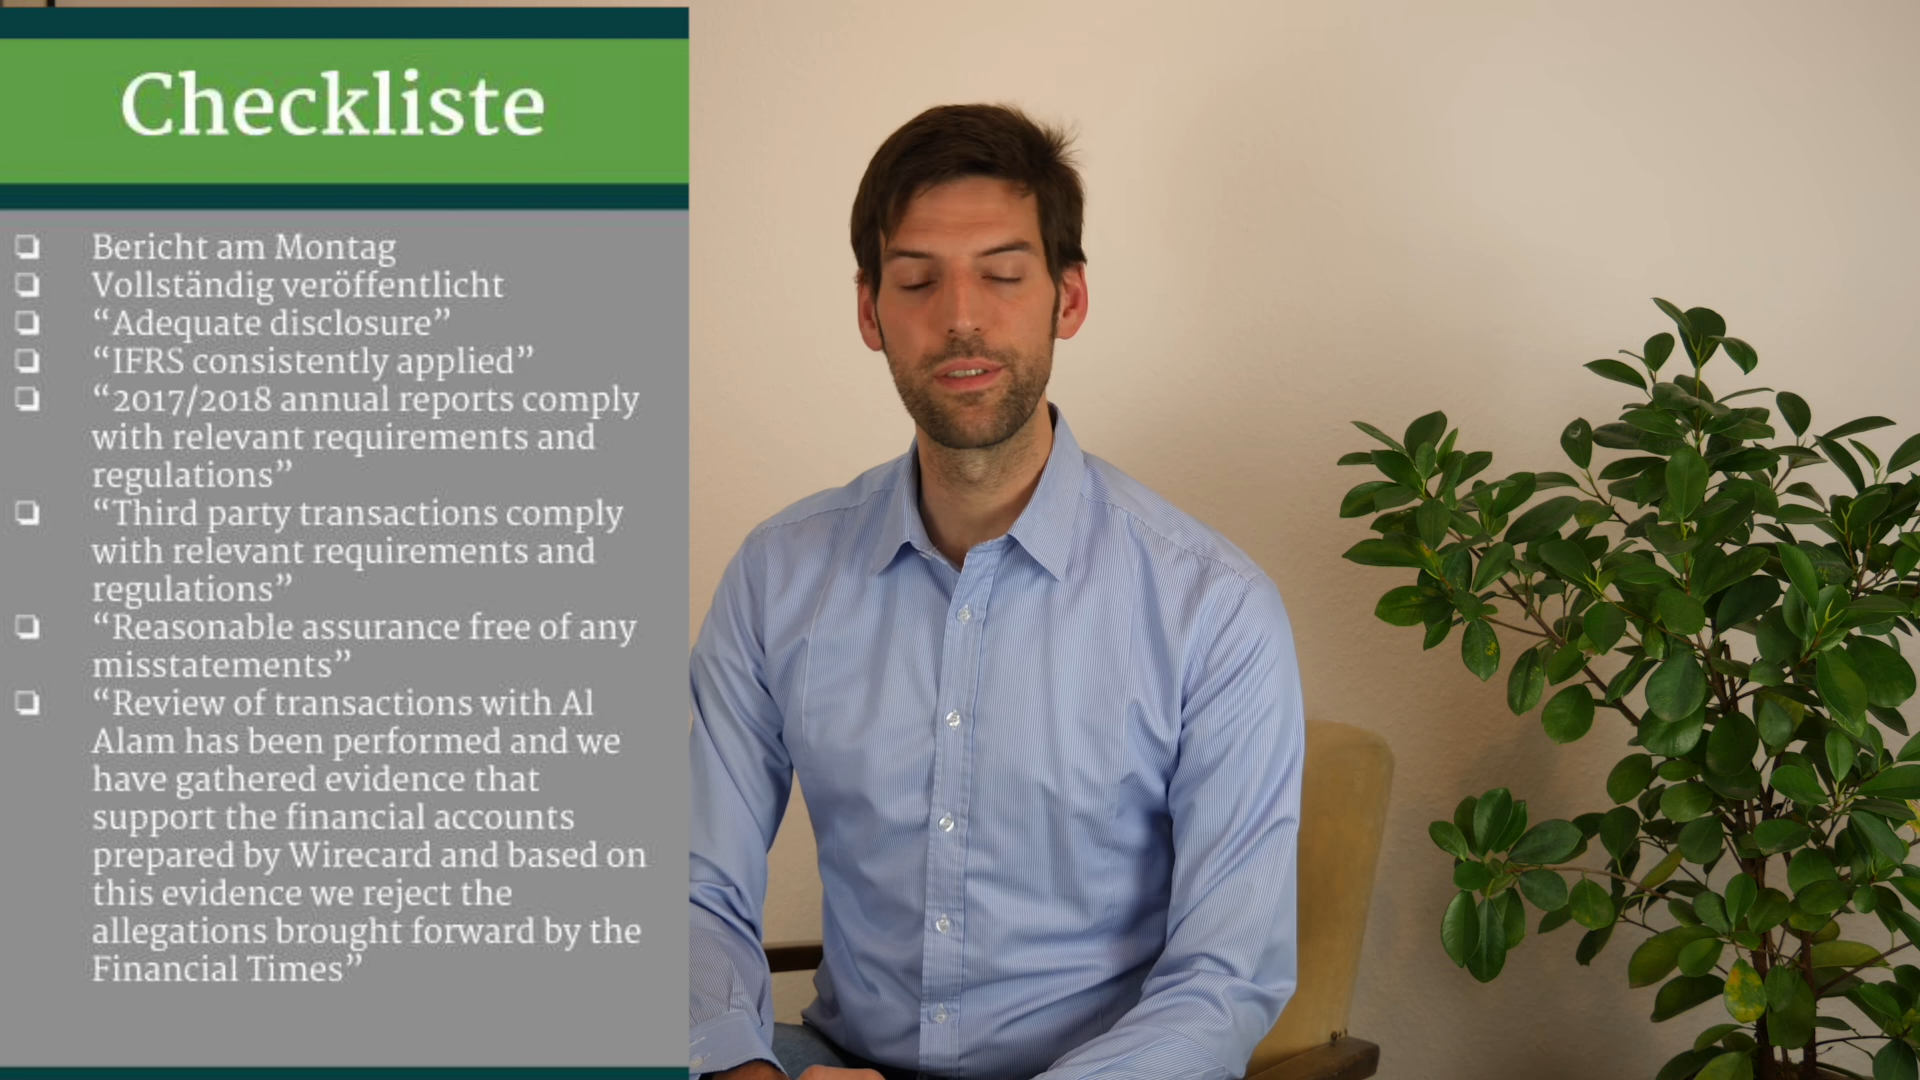 Checkliste
Bericht am Montag
Vollständig veröffentlicht
“Adequate disclosure”
“IFRS consistently applied”
“2017/2018 annual reports comply
with relevant requirements and
regulations”
“Third party transactions comply
with relevant requirements and
regulations”
“Reasonable assurance free of any
misstatements”
“Review of transactions with Al
Alam has been performed and we
have gathered evidence that
support the financial accounts
prepared by Wirecard and based on
this evidence we reject the
allegations brought forward by the
Financial Times”